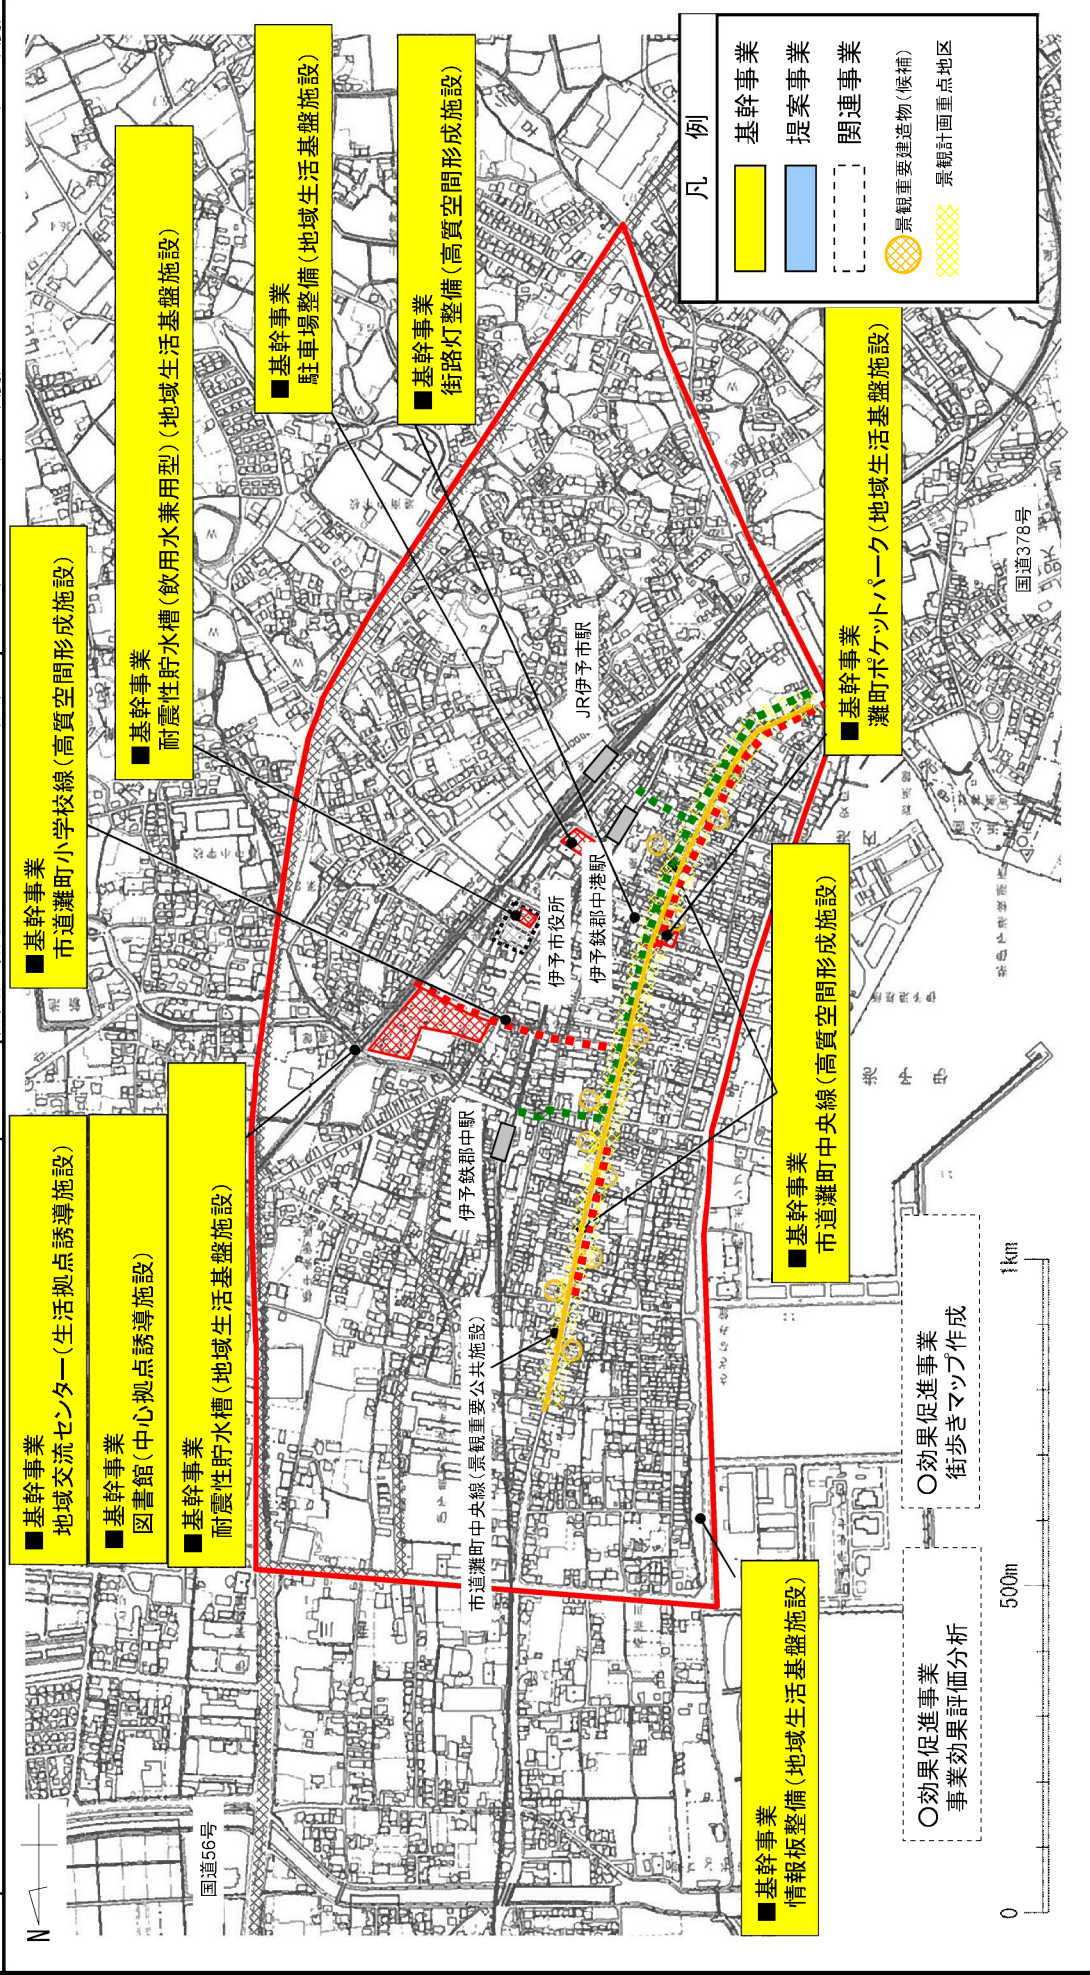 ■基幹事業
地域交流センター(生活拠点誘導施設)
■基幹事業
図書館(中心拠点誘導施設)
■基幹事業
耐震性貯水槽(地域生活基盤施設)
■基幹事業
市道灘町小学校線(高質空間形成施設)
■基幹事業
耐震性貯水槽(飲用水兼用型)(地域生活基盤施設)
■基幹事業
駐車場整備(地域生活基盤施設)
■基幹事業
街路灯整備(高質空間形成施設)
凡 例
基幹事業
提案事業
関連事業
景観重要建造物(候補)
景観計画重点地区
N
国道56号
伊予鉄郡中駅
伊予市役所
伊予鉄郡中港駅
JR伊予市駅
市道灘町中央線(景観重要公共施設)
国道378号
■基幹事業
灘町ポケットパーク(地域生活基盤施設)
■基幹事業
市道灘町中央線(高質空間形成施設)
■基幹事業
情報板整備(地域生活基盤施設)
○効果促進事業
事業効果評価分析
○効果促進事業
街歩きマップ作成
0
500m
1km
伊 予 港